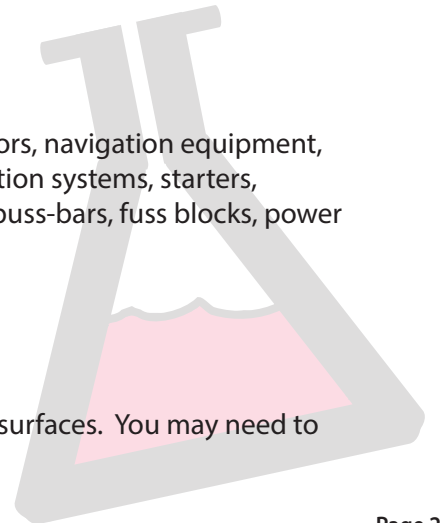 ors, navigation equipment,
tion systems, starters,
buss-bars, fuss blocks, power
surfaces. You may need to
Page 2